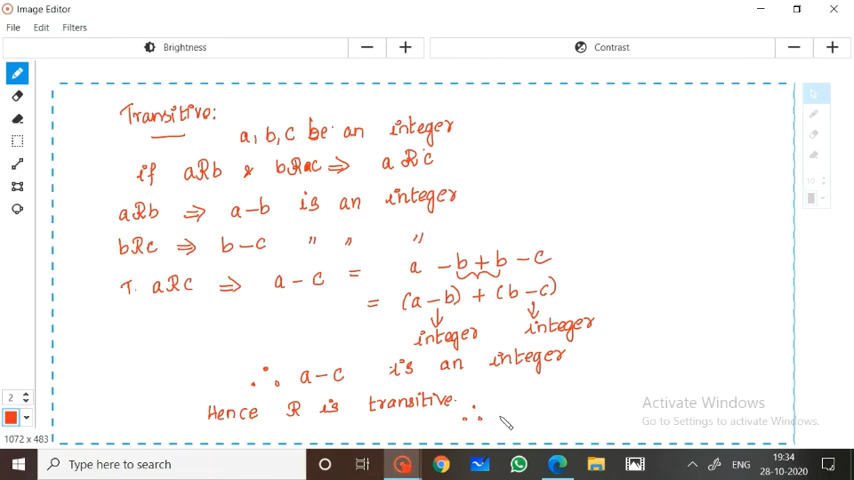 Image Editor
File Edit Filters
Brightness
Contrast
Transitive:
a, b, c be an integer
if aRb & bRc ⇒ aRc
aRb ⇒ a-b is an integer
bRc ⇒ b-c " " "
T. aRc ⇒ a-c = a -b+b-c
= (a-b) + (b-c)
integer integer
∴ a-c is an integer
Hence R is transitive. ∴
2
10
1072 x 483
Activate Windows
Go to Settings to activate Windows.
Type here to search
ENG
19:34
28-10-2020